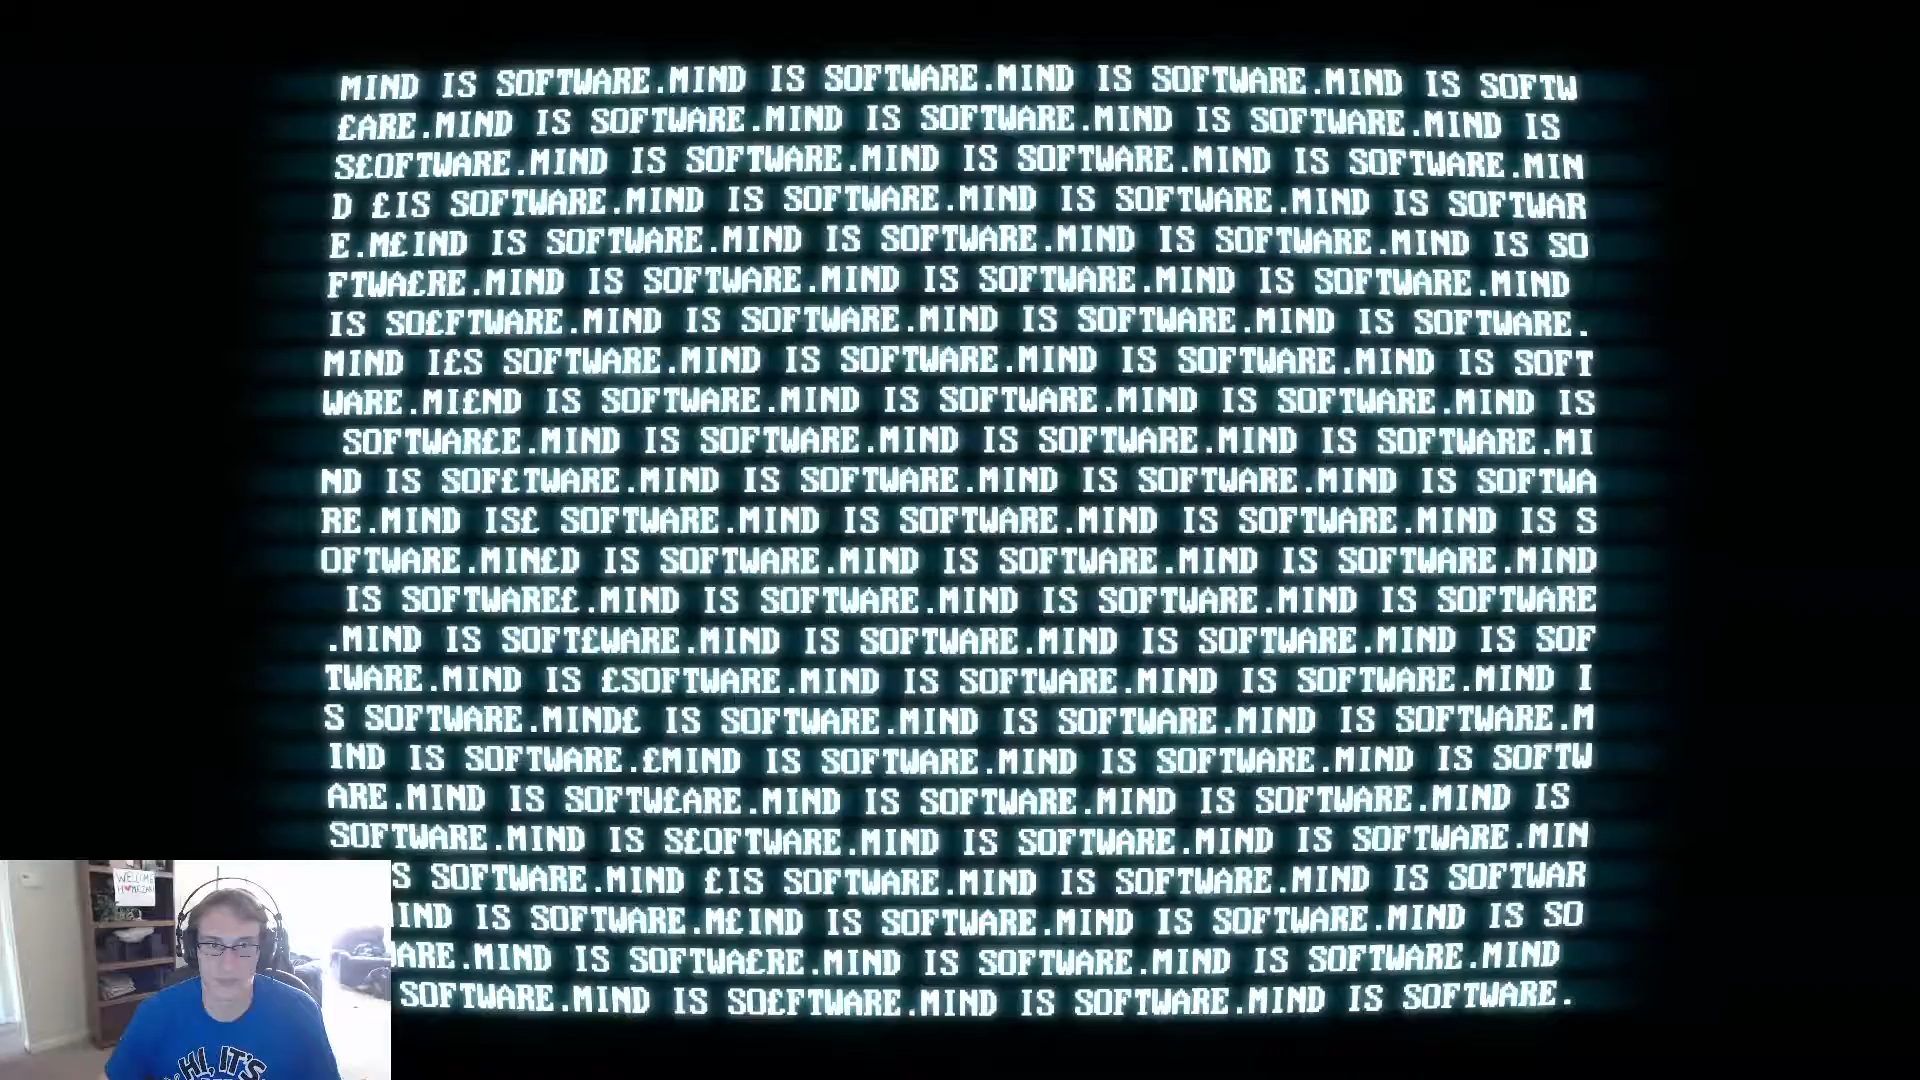 MIND IS SOFTWARE.MIND IS SOFTWARE.MIND IS SOFTWARE.MIND IS SOFTW
£ARE.MIND IS SOFTWARE.MIND IS SOFTWARE.MIND IS SOFTWARE.MIND IS
S£OFTWARE.MIND IS SOFTWARE.MIND IS SOFTWARE.MIND IS SOFTWARE.MIN
D £IS SOFTWARE.MIND IS SOFTWARE.MIND IS SOFTWARE.MIND IS SOFTWAR
E.M£IND IS SOFTWARE.MIND IS SOFTWARE.MIND IS SOFTWARE.MIND IS SO
FTWA£RE.MIND IS SOFTWARE.MIND IS SOFTWARE.MIND IS SOFTWARE.MIND
IS SO£FTWARE.MIND IS SOFTWARE.MIND IS SOFTWARE.MIND IS SOFTWARE.
MIND I£S SOFTWARE.MIND IS SOFTWARE.MIND IS SOFTWARE.MIND IS SOFT
WARE.MI£ND IS SOFTWARE.MIND IS SOFTWARE.MIND IS SOFTWARE.MIND IS
SOFTWAR£E.MIND IS SOFTWARE.MIND IS SOFTWARE.MIND IS SOFTWARE.MI
ND IS SOF£TWARE.MIND IS SOFTWARE.MIND IS SOFTWARE.MIND IS SOFTWA
RE.MIND IS£ SOFTWARE.MIND IS SOFTWARE.MIND IS SOFTWARE.MIND IS S
OFTWARE.MIN£D IS SOFTWARE.MIND IS SOFTWARE.MIND IS SOFTWARE.MIND
IS SOFTWARE£.MIND IS SOFTWARE.MIND IS SOFTWARE.MIND IS SOFTWARE
.MIND IS SOFT£WARE.MIND IS SOFTWARE.MIND IS SOFTWARE.MIND IS SOF
TWARE.MIND IS £SOFTWARE.MIND IS SOFTWARE.MIND IS SOFTWARE.MIND I
S SOFTWARE.MIND£ IS SOFTWARE.MIND IS SOFTWARE.MIND IS SOFTWARE.M
IND IS SOFTWARE.£MIND IS SOFTWARE.MIND IS SOFTWARE.MIND IS SOFTW
ARE.MIND IS SOFTW£ARE.MIND IS SOFTWARE.MIND IS SOFTWARE.MIND IS
SOFTWARE.MIND IS S£OFTWARE.MIND IS SOFTWARE.MIND IS SOFTWARE.MIN
S SOFTWARE.MIND £IS SOFTWARE.MIND IS SOFTWARE.MIND IS SOFTWAR
IND IS SOFTWARE.M£IND IS SOFTWARE.MIND IS SOFTWARE.MIND IS SO
ARE.MIND IS SOFTWA£RE.MIND IS SOFTWARE.MIND IS SOFTWARE.MIND
SOFTWARE.MIND IS SO£FTWARE.MIND IS SOFTWARE.MIND IS SOFTWARE.
WELCOME
HI, IT'S